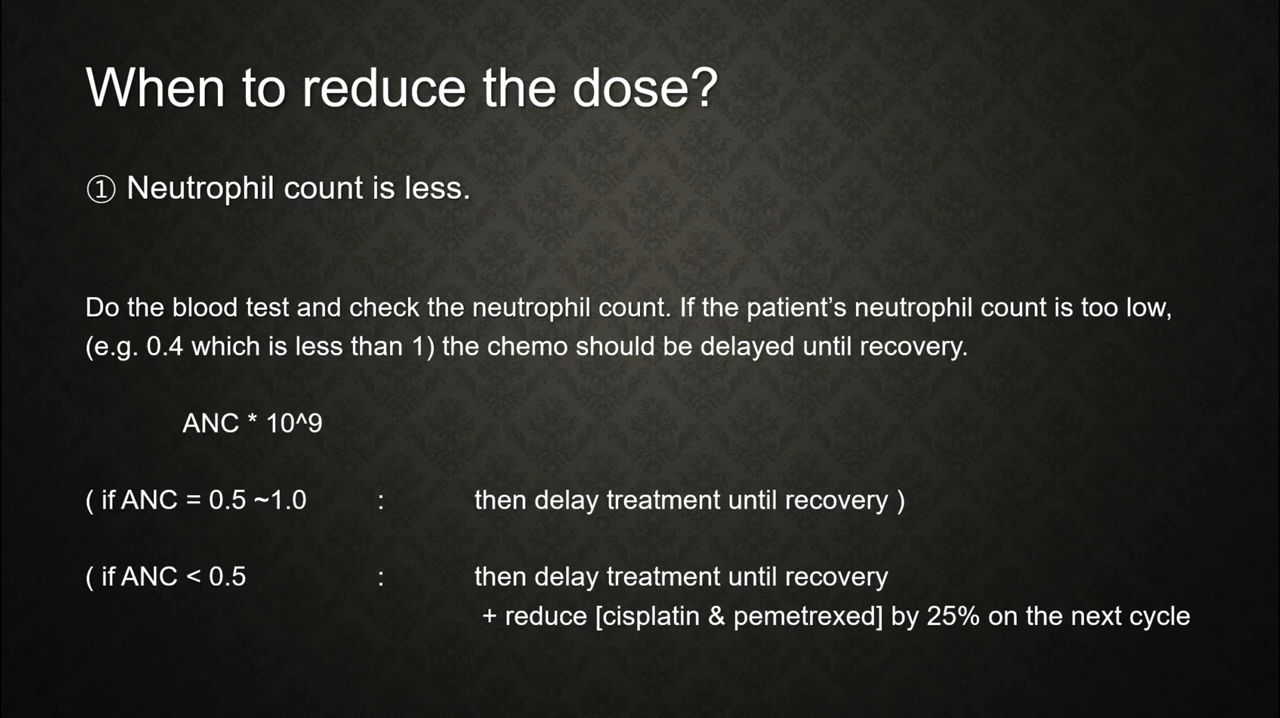 When to reduce the dose?
① Neutrophil count is less.
Do the blood test and check the neutrophil count. If the patient’s neutrophil count is too low,
(e.g. 0.4 which is less than 1) the chemo should be delayed until recovery.
ANC * 10^9
( if ANC = 0.5 ~1.0 : then delay treatment until recovery )
( if ANC < 0.5 : then delay treatment until recovery
+ reduce [cisplatin & pemetrexed] by 25% on the next cycle